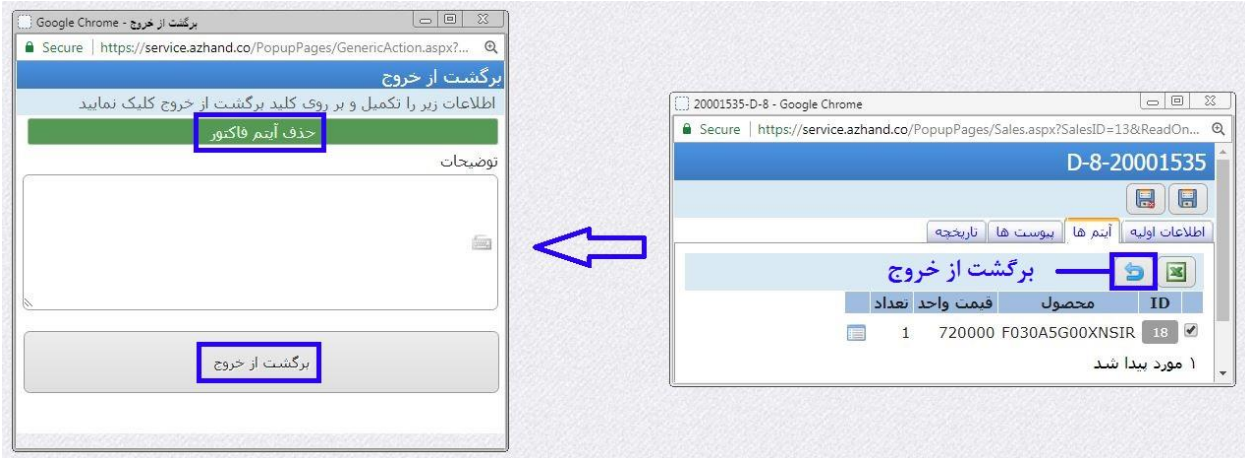 برگشت از خروج - Google Chrome
Secure | https://service.azhand.co/PopupPages/GenericAction.aspx?...
برگشت از خروج
اطلاعات زیر را تکمیل و بر روی کلید برگشت از خروج کلیک نمایید
حذف آیتم فاکتور
توضیحات
برگشت از خروج
20001535-D-8 - Google Chrome
Secure | https://service.azhand.co/PopupPages/Sales.aspx?SalesID=13&ReadOn...
D-8-20001535
اطلاعات اولیه آیتم ها پیوست ها تاریخچه
برگشت از خروج
ID محصول قیمت واحد تعداد
18 F030A5G00XNSIR 720000 1
۱ مورد پیدا شد